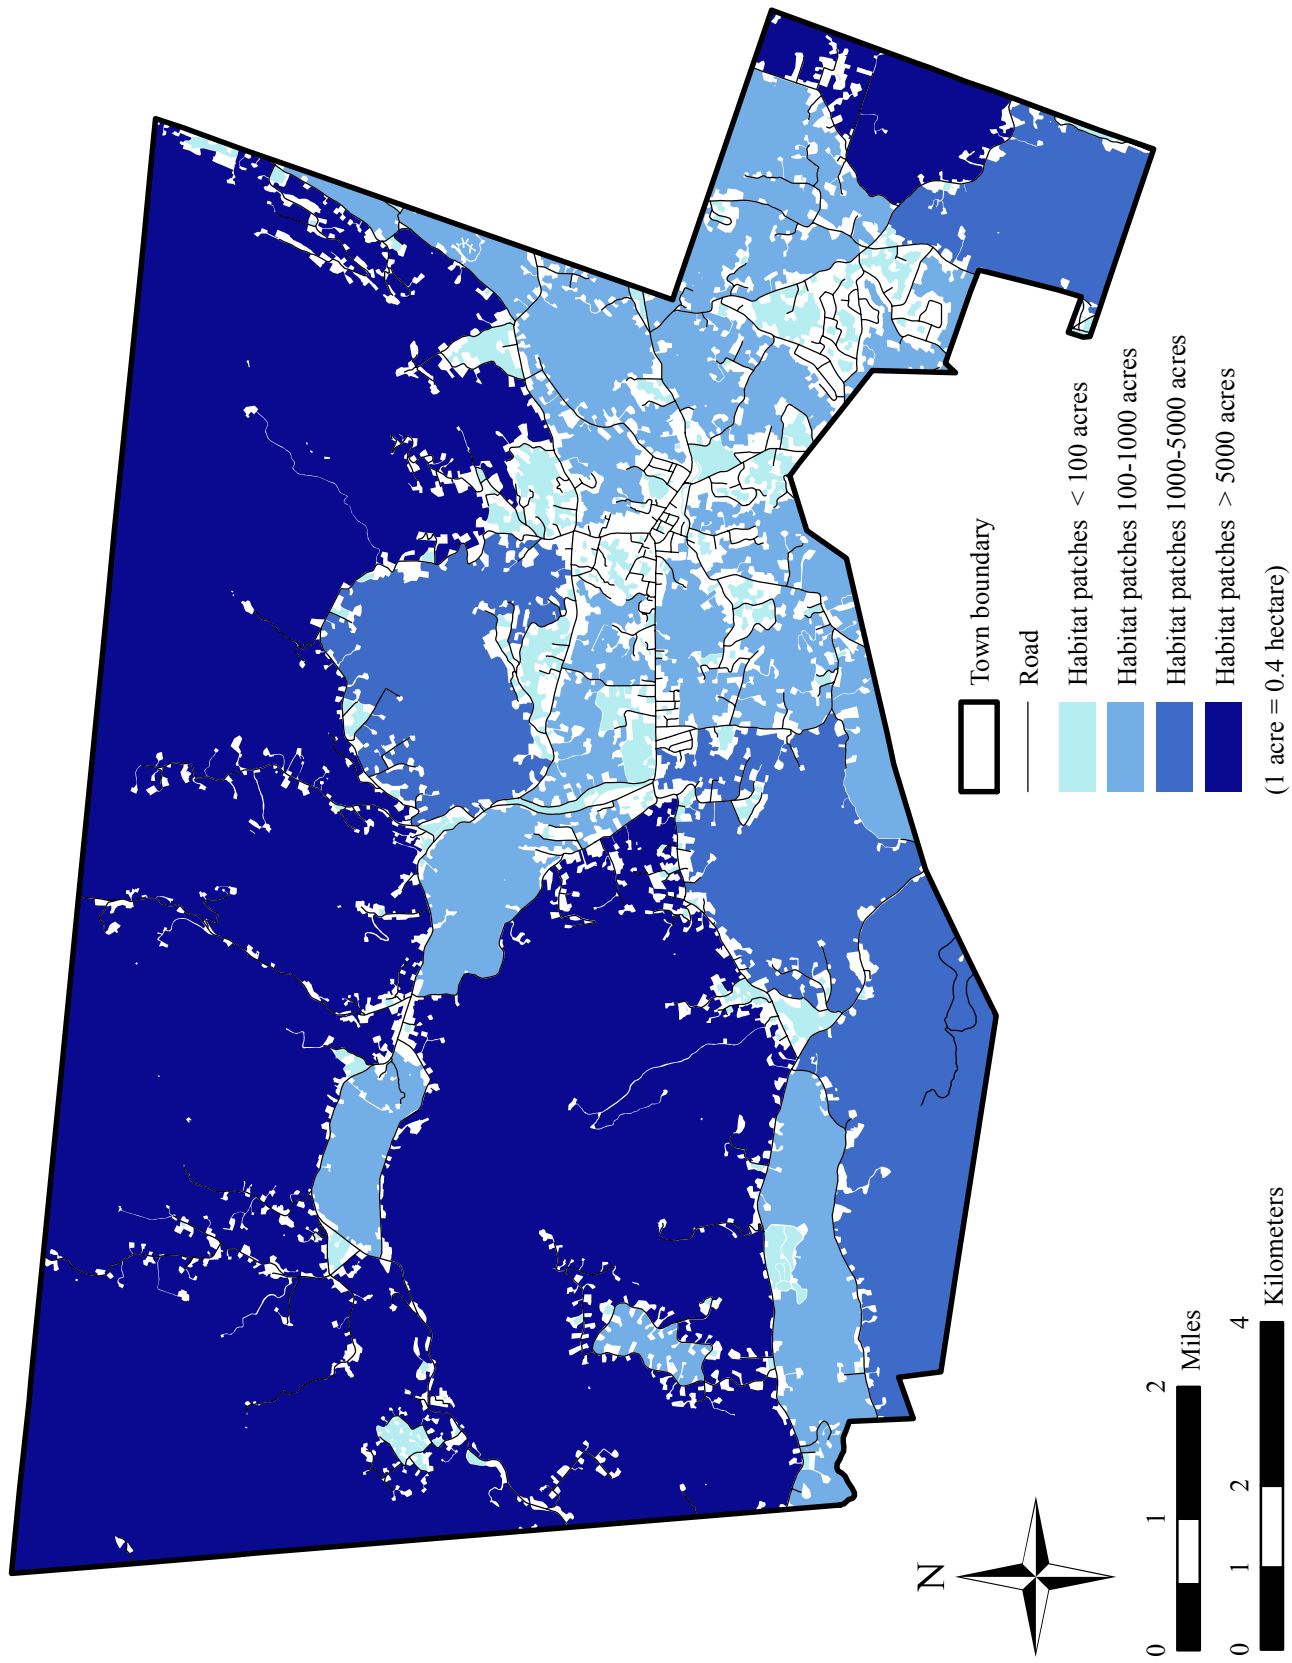 Town boundary
Road
Habitat patches < 100 acres
Habitat patches 100-1000 acres
Habitat patches 1000-5000 acres
Habitat patches > 5000 acres
(1 acre = 0.4 hectare)
N
0 1 2 Miles
0 1 2 4 Kilometers